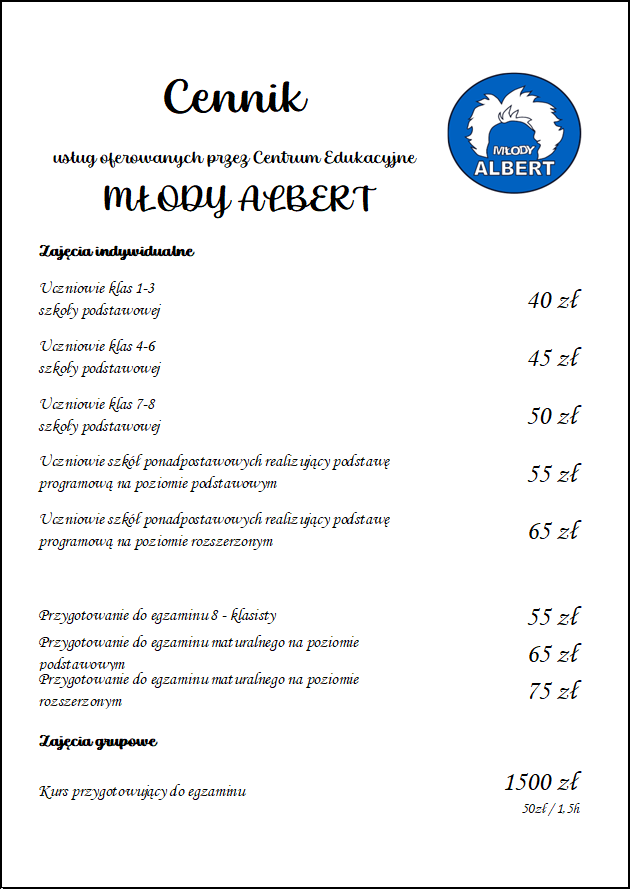 Cennik
usług oferowanych przez Centrum Edukacyjne
MŁODY ALBERT
MŁODY
ALBERT
Zajęcia indywidualne
Uczniowie klas 1-3
szkoły podstawowej
40 zł
Uczniowie klas 4-6
szkoły podstawowej
45 zł
Uczniowie klas 7-8
szkoły podstawowej
50 zł
Uczniowie szkół ponadpostawowych realizujący podstawę
programową na poziomie podstawowym
55 zł
Uczniowie szkół ponadpostawowych realizujący podstawę
programową na poziomie rozszerzonym
65 zł
Przygotowanie do egzaminu 8 - klasisty
55 zł
Przygotowanie do egzaminu maturalnego na poziomie
podstawowym
65 zł
Przygotowanie do egzaminu maturalnego na poziomie
rozszerzonym
75 zł
Zajęcia grupowe
Kurs przygotowujący do egzaminu
1500 zł
50zł / 1,5h